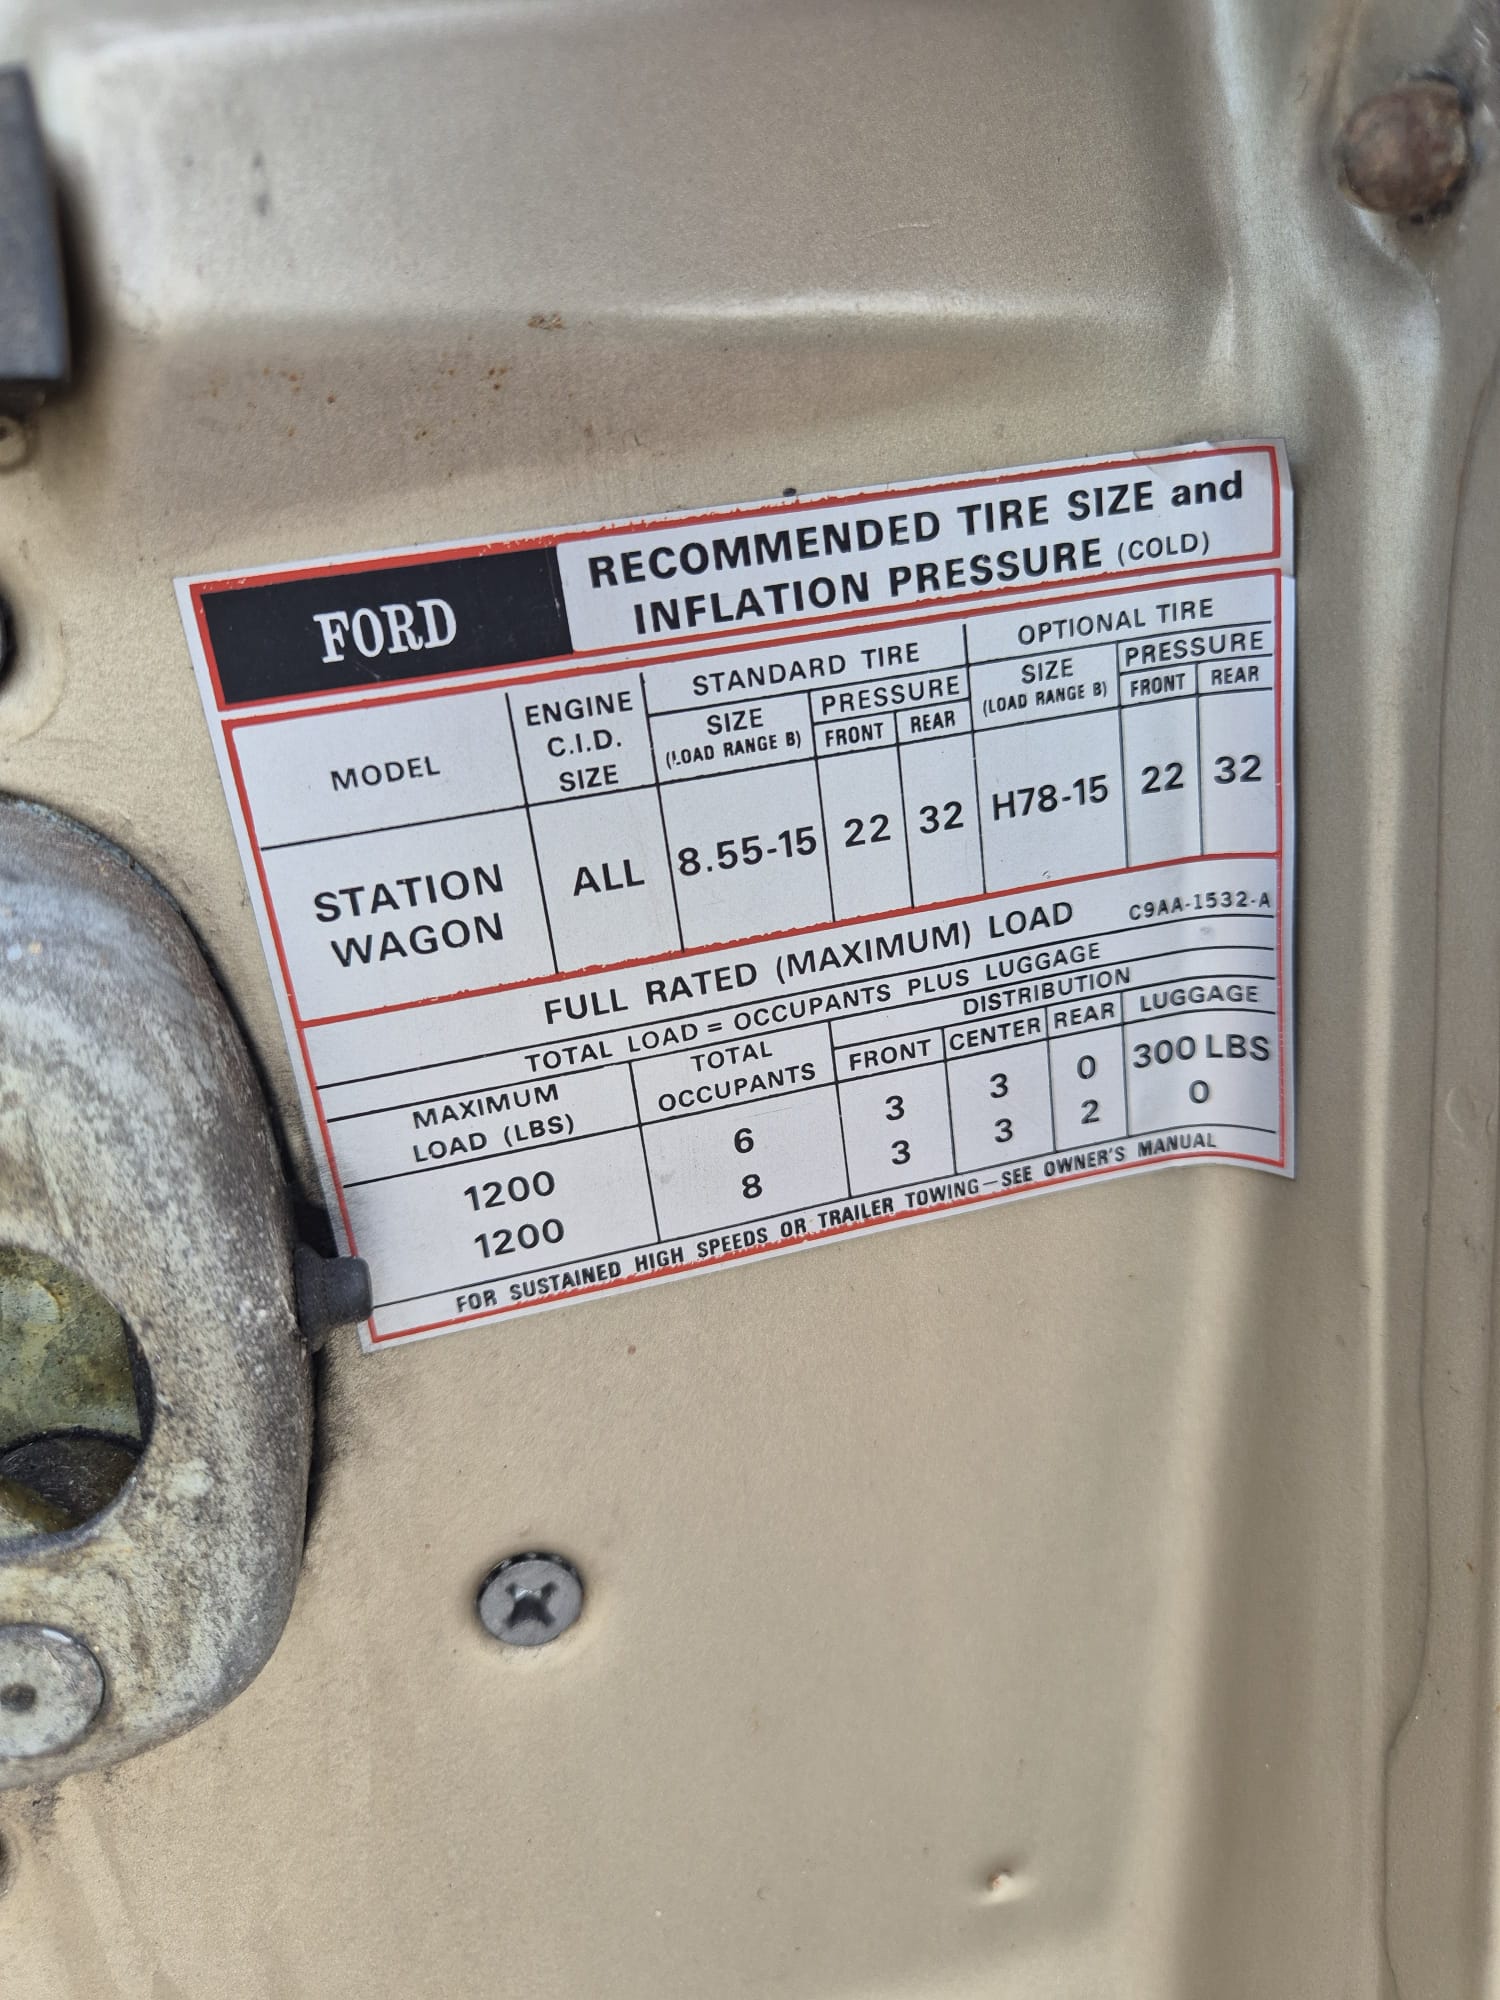 FORD
RECOMMENDED TIRE SIZE and
INFLATION PRESSURE (COLD)
MODEL
ENGINE
C.I.D.
SIZE
STANDARD TIRE
SIZE
(LOAD RANGE B)
PRESSURE
FRONT REAR
OPTIONAL TIRE
SIZE
(LOAD RANGE B)
PRESSURE
FRONT REAR
STATION
WAGON
ALL 8.55-15 22 32 H78-15 22 32
FULL RATED (MAXIMUM) LOAD C9AA-1532-A
TOTAL LOAD = OCCUPANTS PLUS LUGGAGE
MAXIMUM
LOAD (LBS)
TOTAL
OCCUPANTS
DISTRIBUTION
FRONT CENTER REAR LUGGAGE
1200 6 3 3 0 300 LBS
1200 8 3 3 2 0
FOR SUSTAINED HIGH SPEEDS OR TRAILER TOWING—SEE OWNER'S MANUAL